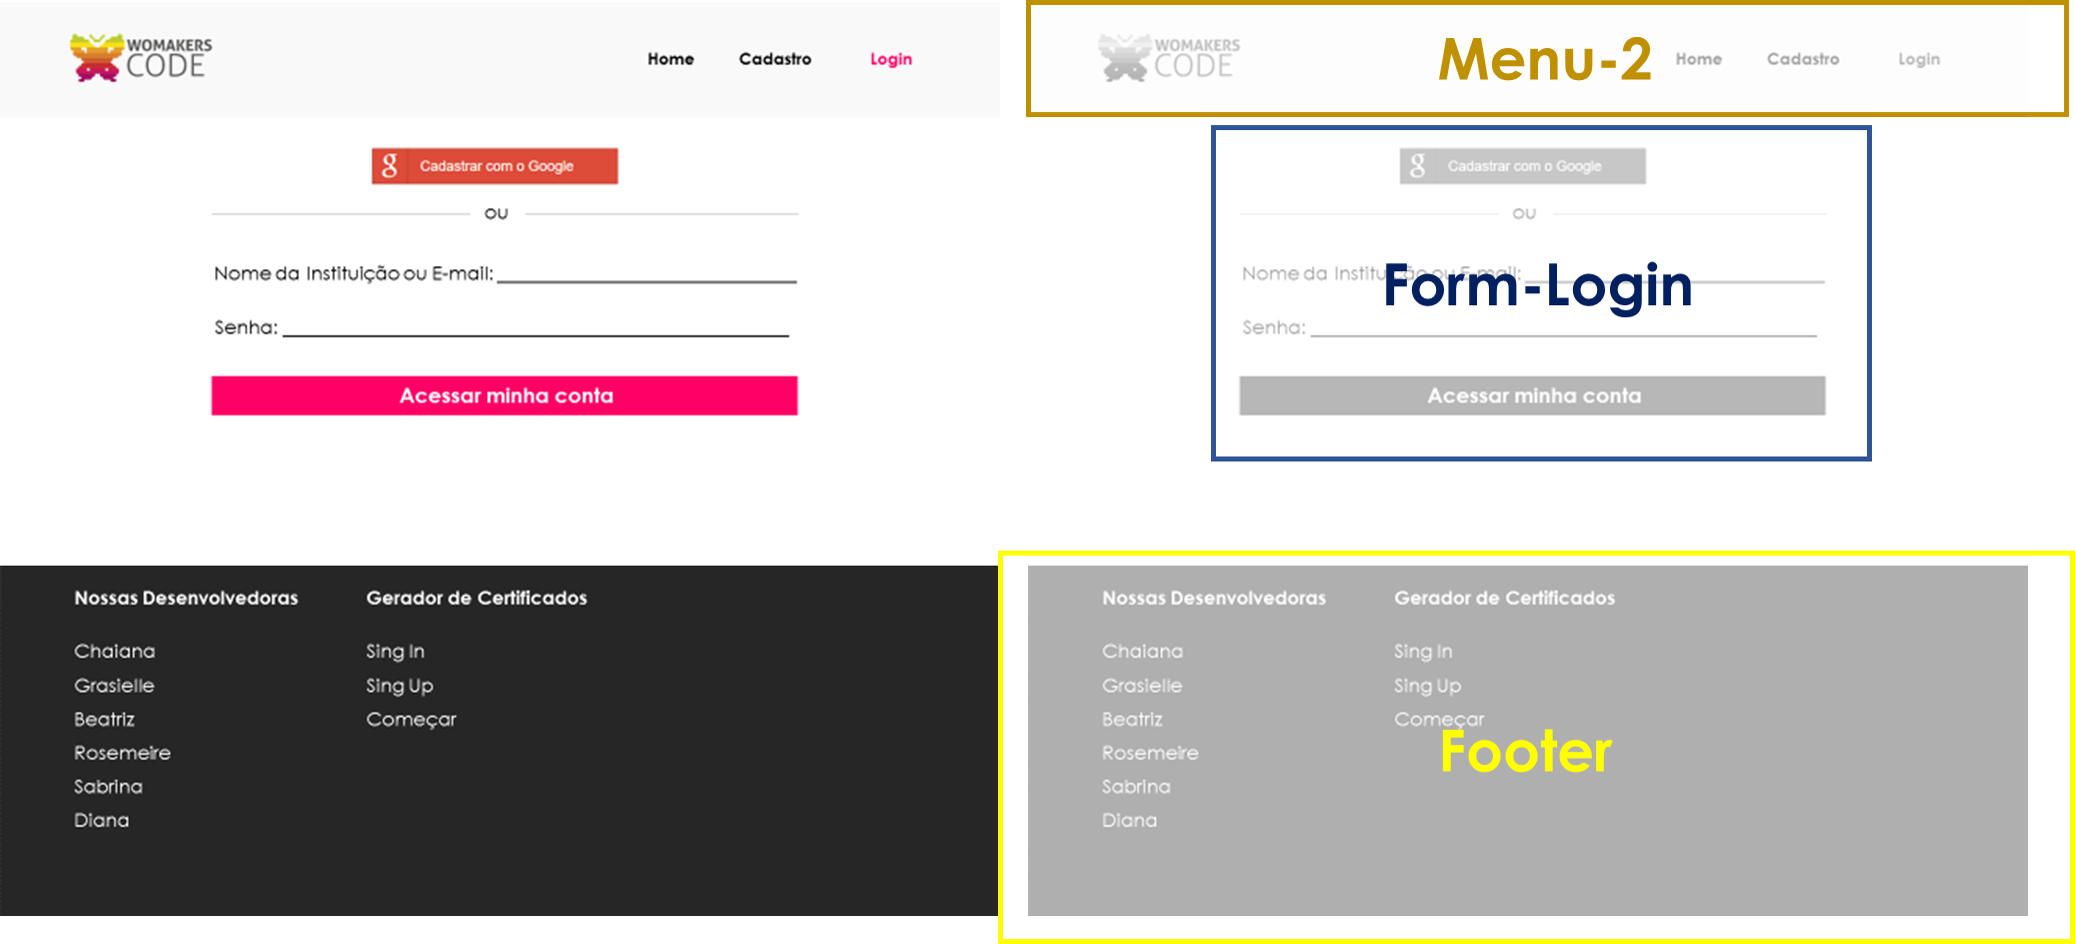 WOMAKERS
CODE
Home Cadastro Login
g Cadastrar com o Google
OU
Nome da Instituição ou E-mail:
Senha:
Acessar minha conta
Nossas Desenvolvedoras Gerador de Certificados
Chaiana Sing In
Grasielle Sing Up
Beatriz Começar
Rosemeire
Sabrina
Diana
WOMAKERS
CODE
Menu-2
Home Cadastro Login
g Cadastrar com o Google
OU
Nome da Instituição ou E-mail:
Form-Login
Senha:
Acessar minha conta
Nossas Desenvolvedoras Gerador de Certificados
Chaiana Sing In
Grasielle Sing Up
Beatriz Começar
Footer
Rosemeire
Sabrina
Diana